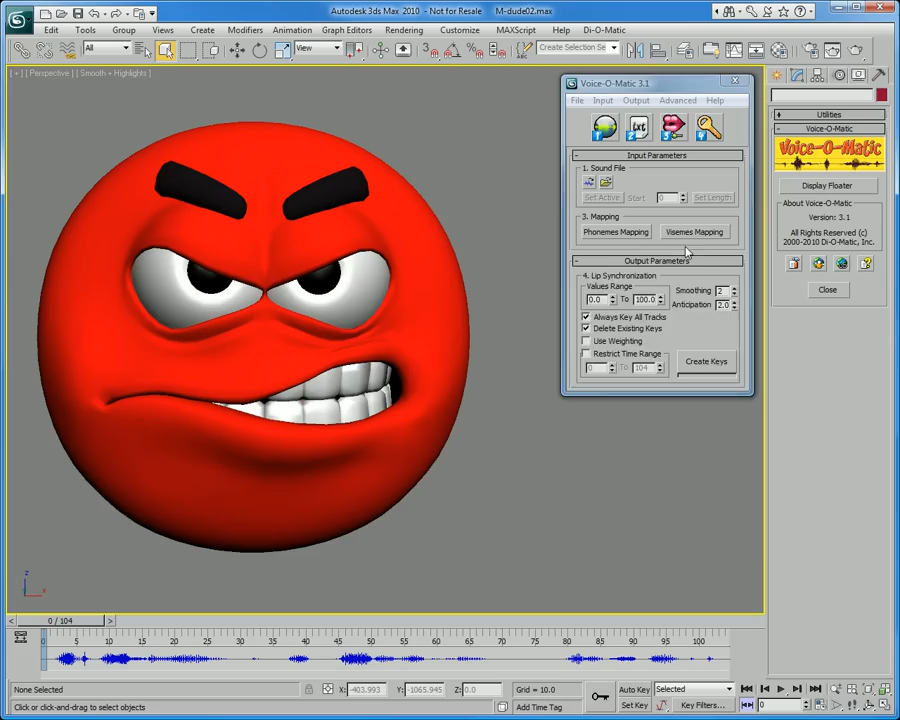 Autodesk 3ds Max 2010 - Not for Resale M-dude02.max
Edit Tools Group Views Create Modifiers Animation Graph Editors Rendering Customize MAXScript Help Di-O-Matic
All
View
3
Create Selection Se
[ + ] [ Perspective ] [ Smooth + Highlights ]
Voice-O-Matic 3.1
File Input Output Advanced Help
1 2 txt 3 4
Input Parameters
1. Sound File
Set Active Start 0 Set Length
3. Mapping
Phonemes Mapping Visemes Mapping
Output Parameters
4. Lip Synchronization
Values Range
0.0 To 100.0
Smoothing 2
Anticipation 2.0
Always Key All Tracks
Delete Existing Keys
Use Weighting
Restrict Time Range
0 To 104
Create Keys
Utilities
Voice-O-Matic
Voice-O-Matic
Display Floater
About Voice-O-Matic
Version: 3.1
All Rights Reserved (c)
2000-2010 Di-O-Matic, Inc.
Close
z
x
< 0 / 104 >
0 5 10 15 20 25 30 35 40 45 50 55 60 65 70 75 80 85 90 95 100
None Selected X: -403.993 Y: -1065.945 Z: 0.0 Grid = 10.0 Auto Key Selected
Click or click-and-drag to select objects Add Time Tag Set Key Key Filters... 0